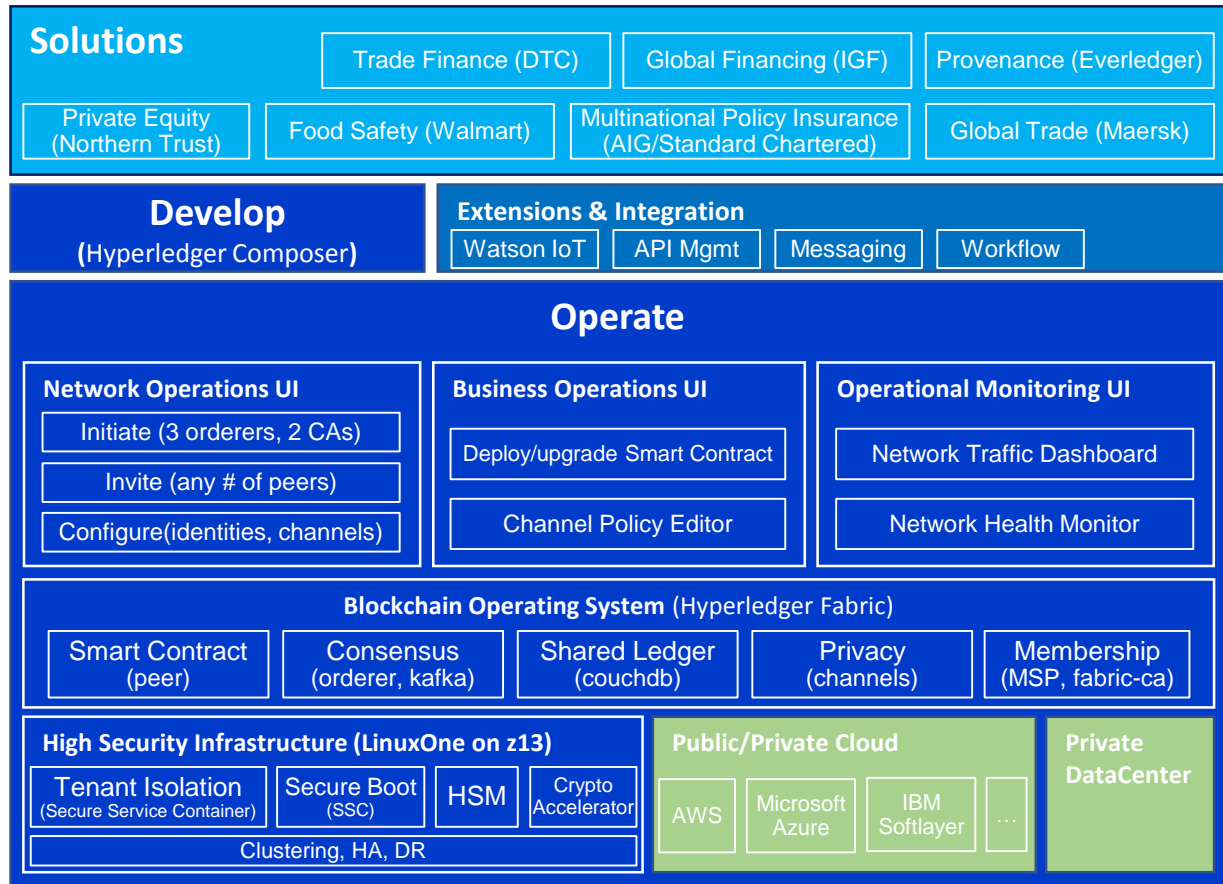 Solutions
Trade Finance (DTC)
Global Financing (IGF)
Provenance (Everledger)
Private Equity
(Northern Trust)
Food Safety (Walmart)
Multinational Policy Insurance
(AIG/Standard Chartered)
Global Trade (Maersk)
Develop
(Hyperledger Composer)
Extensions & Integration
Watson IoT
API Mgmt
Messaging
Workflow
Operate
Network Operations UI
Initiate (3 orderers, 2 CAs)
Invite (any # of peers)
Configure(identities, channels)
Business Operations UI
Deploy/upgrade Smart Contract
Channel Policy Editor
Operational Monitoring UI
Network Traffic Dashboard
Network Health Monitor
Blockchain Operating System (Hyperledger Fabric)
Smart Contract
(peer)
Consensus
(orderer, kafka)
Shared Ledger
(couchdb)
Privacy
(channels)
Membership
(MSP, fabric-ca)
High Security Infrastructure (LinuxOne on z13)
Tenant Isolation
(Secure Service Container)
Secure Boot
(SSC)
HSM
Crypto
Accelerator
Clustering, HA, DR
Public/Private Cloud
AWS
Microsoft
Azure
IBM
Softlayer
…
Private
DataCenter